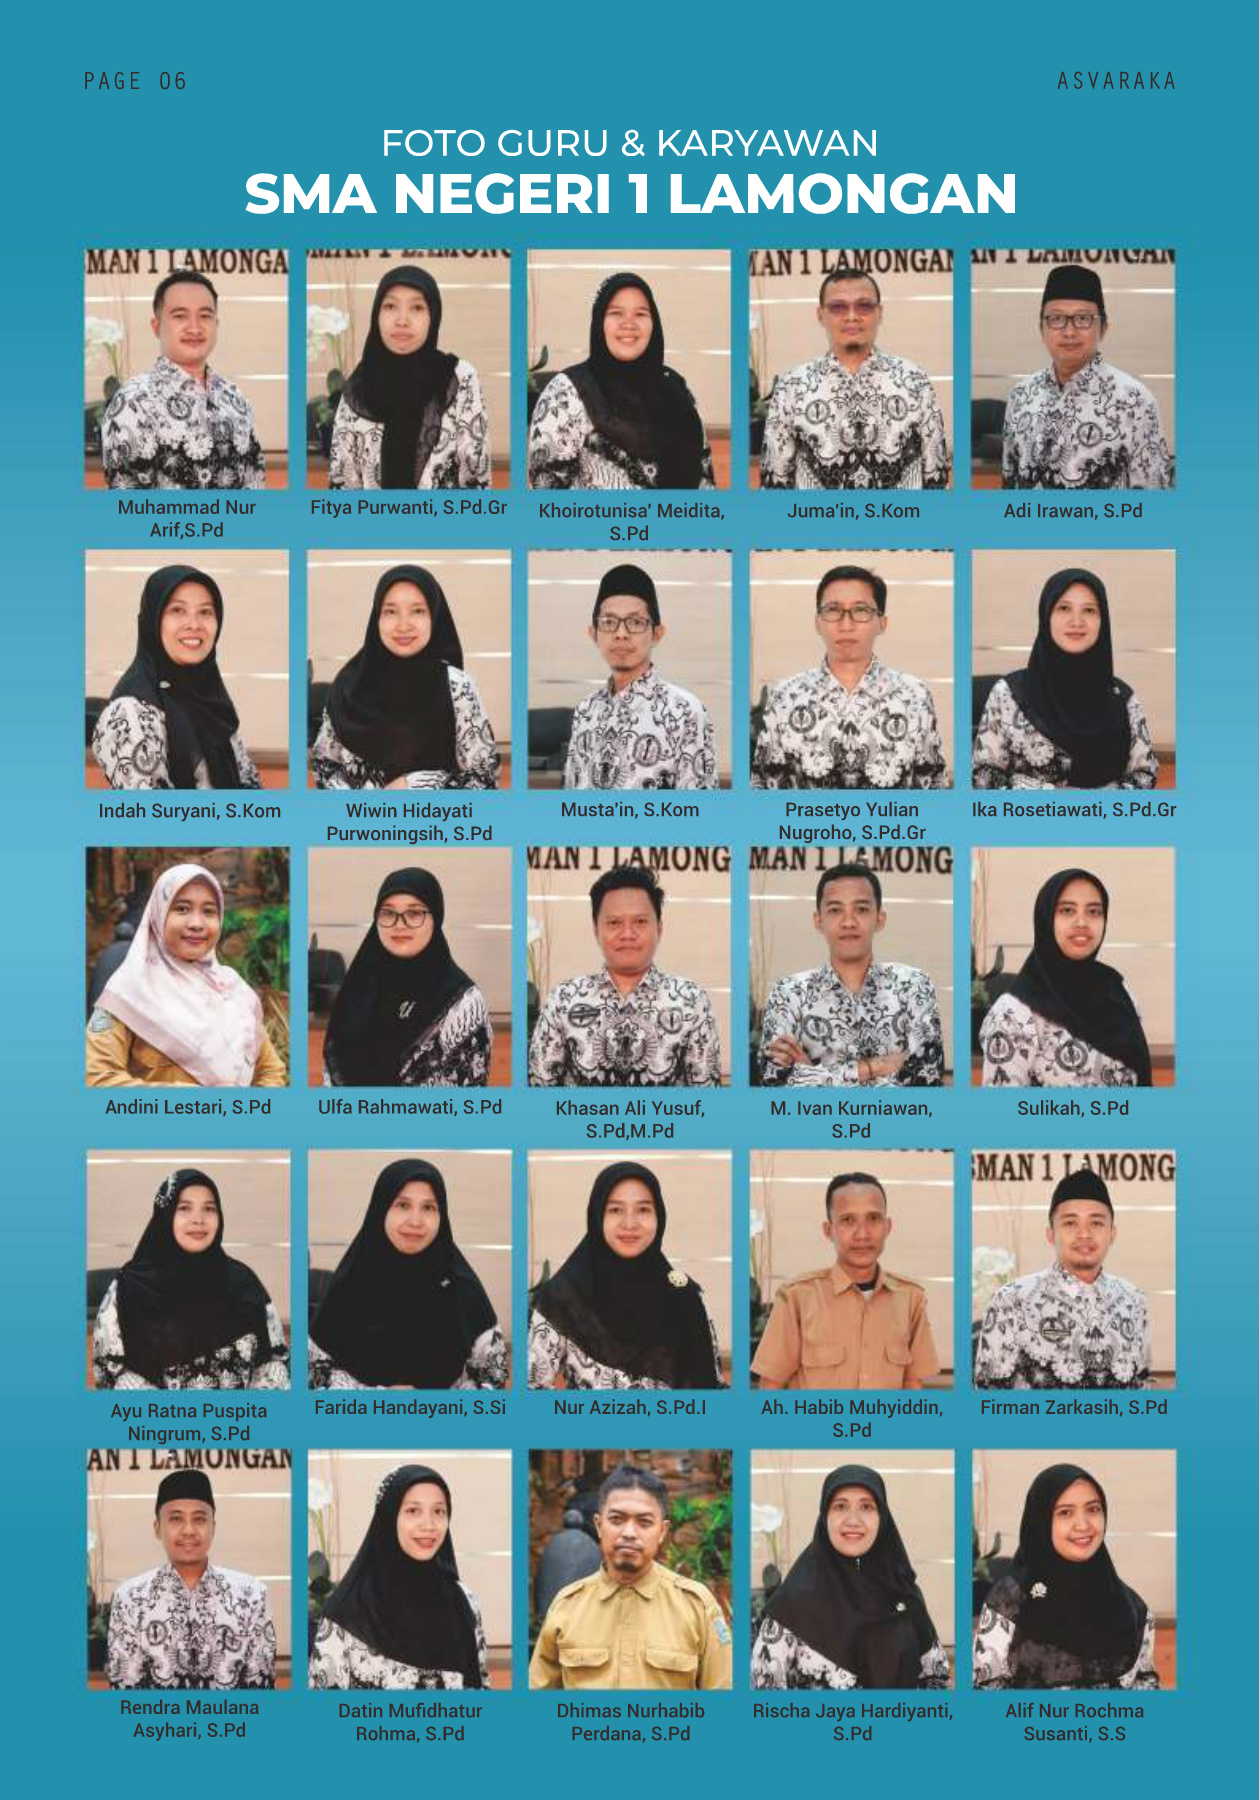 PAGE 06
ASVARAKA
FOTO GURU & KARYAWAN
SMA NEGERI 1 LAMONGAN
MAN 1 LAMONGA
MAN 1 LAMONG
IAN 1 LAMONGAN
AN 1 LAMONGAN
Muhammad Nur
Arif,S.Pd
Fitya Purwanti, S.Pd.Gr
Khoirotunisa' Meidita,
S.Pd
Juma'in, S.Kom
Adi Irawan, S.Pd
Indah Suryani, S.Kom
Wiwin Hidayati
Purwoningsih, S.Pd
Musta'in, S.Kom
Prasetyo Yulian
Nugroho, S.Pd.Gr
Ika Rosetiawati, S.Pd.Gr
MAN 1 LAMONG
MAN 1 LAMONG
Andini Lestari, S.Pd
Ulfa Rahmawati, S.Pd
Khasan Ali Yusuf,
S.Pd,M.Pd
M. Ivan Kurniawan,
S.Pd
Sulikah, S.Pd
MAN 1 LAMONG
Ayu Ratna Puspita
Ningrum, S.Pd
Farida Handayani, S.Si
Nur Azizah, S.Pd.I
Ah. Habib Muhyiddin,
S.Pd
Firman Zarkasih, S.Pd
AN 1 LAMONGAN
Rendra Maulana
Asyhari, S.Pd
Datin Mufidhatur
Rohma, S.Pd
Dhimas Nurhabib
Perdana, S.Pd
Rischa Jaya Hardiyanti,
S.Pd
Alif Nur Rochma
Susanti, S.S